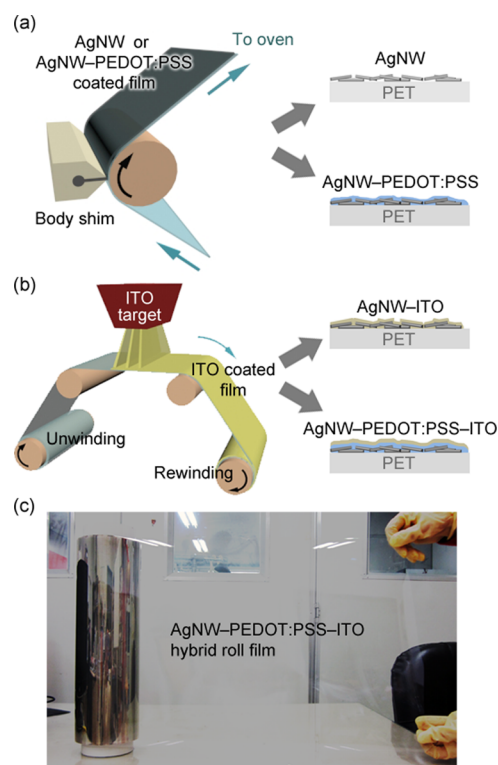 (a)
AgNW or
AgNW–PEDOT:PSS
coated film
To oven
Body shim
AgNW
PET
AgNW–PEDOT:PSS
PET
(b)
ITO
target
ITO coated
film
Unwinding
Rewinding
AgNW–ITO
PET
AgNW–PEDOT:PSS–ITO
PET
(c)
AgNW–PEDOT:PSS–ITO
hybrid roll film